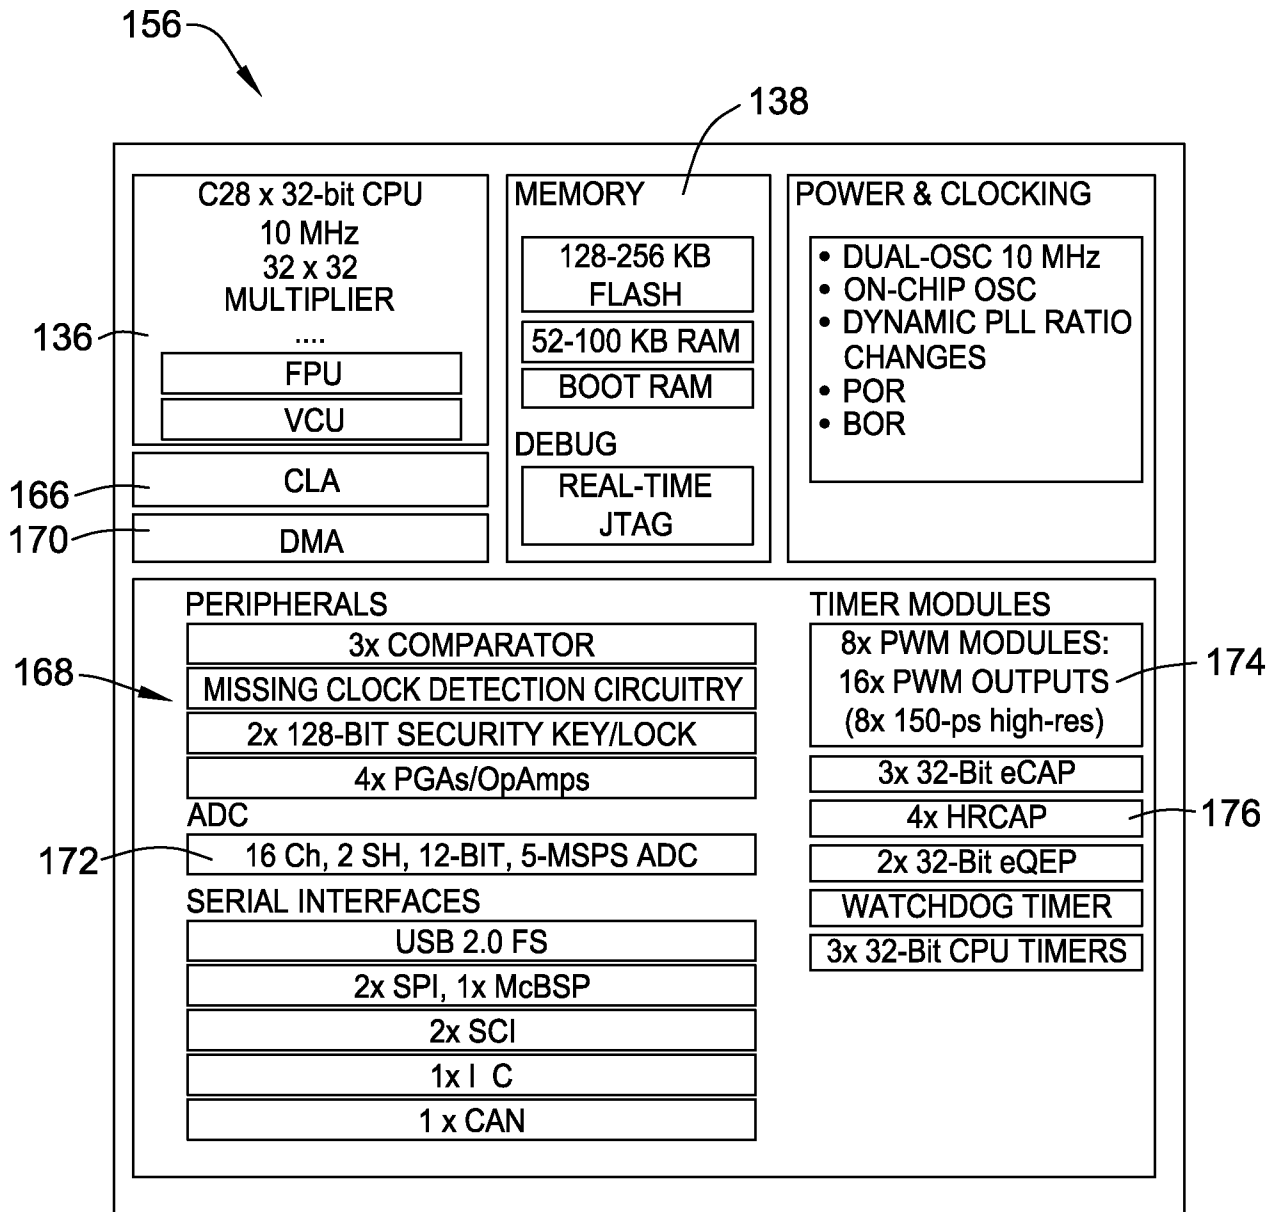 156
138
C28 x 32-bit CPU
10 MHz
32 x 32
MULTIPLIER
....
136
FPU
VCU
166
CLA
170
DMA
MEMORY
128-256 KB
FLASH
52-100 KB RAM
BOOT RAM
DEBUG
REAL-TIME
JTAG
POWER & CLOCKING
• DUAL-OSC 10 MHz
• ON-CHIP OSC
• DYNAMIC PLL RATIO
CHANGES
• POR
• BOR
PERIPHERALS
3x COMPARATOR
168
MISSING CLOCK DETECTION CIRCUITRY
2x 128-BIT SECURITY KEY/LOCK
4x PGAs/OpAmps
ADC
172
16 Ch, 2 SH, 12-BIT, 5-MSPS ADC
SERIAL INTERFACES
USB 2.0 FS
2x SPI, 1x McBSP
2x SCI
1x I C
1 x CAN
TIMER MODULES
8x PWM MODULES:
16x PWM OUTPUTS
(8x 150-ps high-res)
174
3x 32-Bit eCAP
4x HRCAP
176
2x 32-Bit eQEP
WATCHDOG TIMER
3x 32-Bit CPU TIMERS